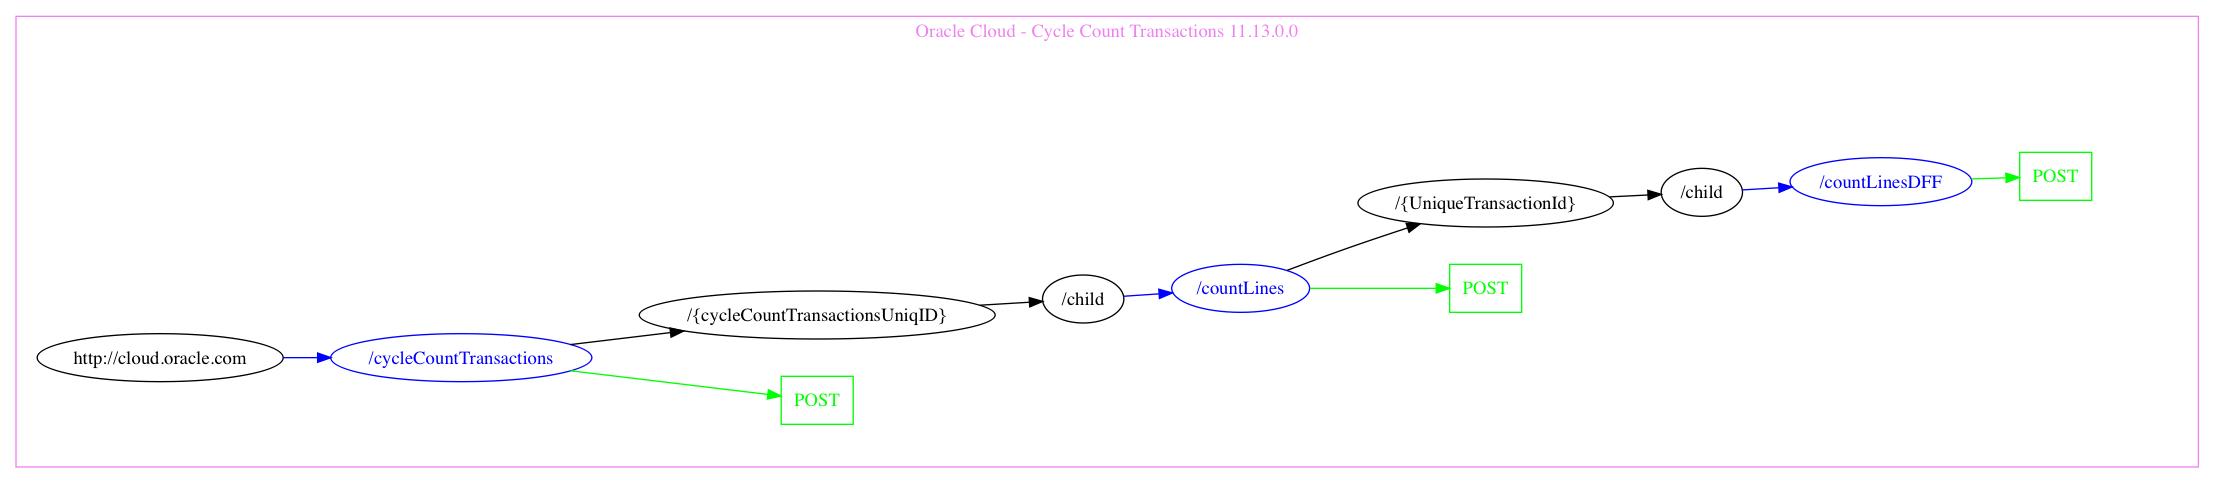 Oracle Cloud - Cycle Count Transactions 11.13.0.0
http://cloud.oracle.com
/cycleCountTransactions
/{cycleCountTransactionsUniqID}
POST
/child
/countLines
/{UniqueTransactionId}
POST
/child
/countLinesDFF
POST